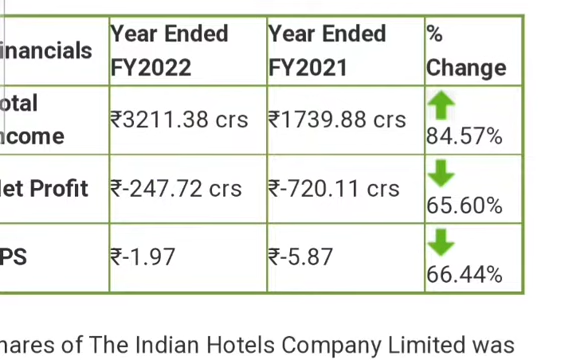 inancials Year Ended FY2022 Year Ended FY2021 % Change
otal ncome ₹3211.38 crs ₹1739.88 crs 84.57%
et Profit ₹-247.72 crs ₹-720.11 crs 65.60%
PS ₹-1.97 ₹-5.87 66.44%
hares of The Indian Hotels Company Limited was